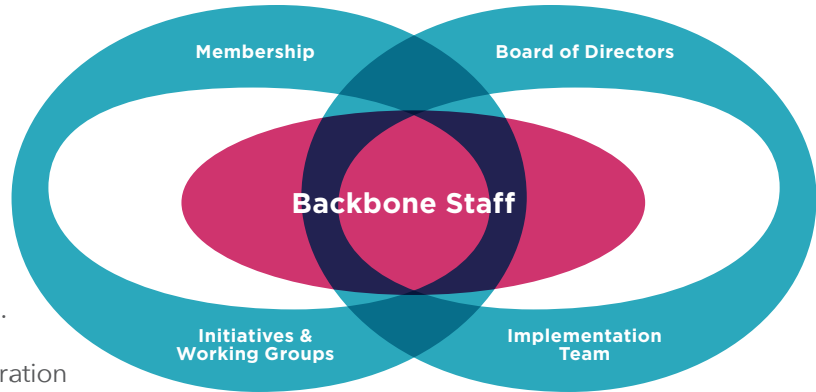 Membership
Board of Directors
Backbone Staff
.
Initiatives &
Working Groups
Implementation
Team
ration